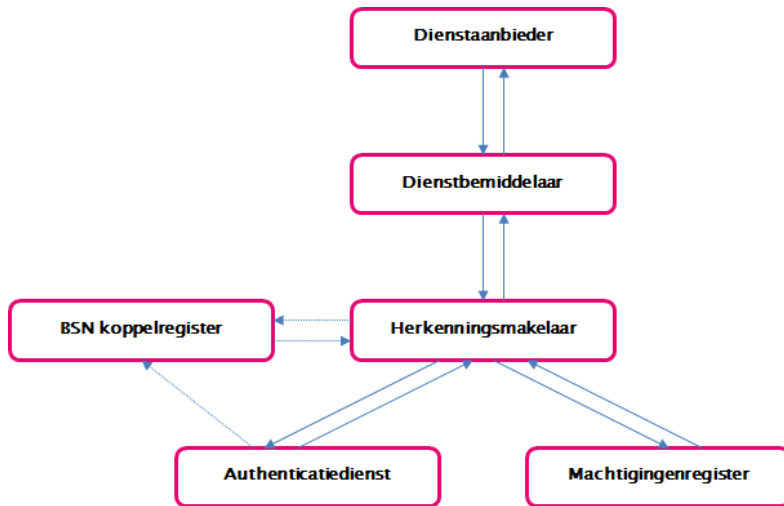 Dienstaanbieder
Dienstbemiddelaar
BSN koppelregister
Herkenningsmakelaar
Authenticatiedienst
Machtigingenregister